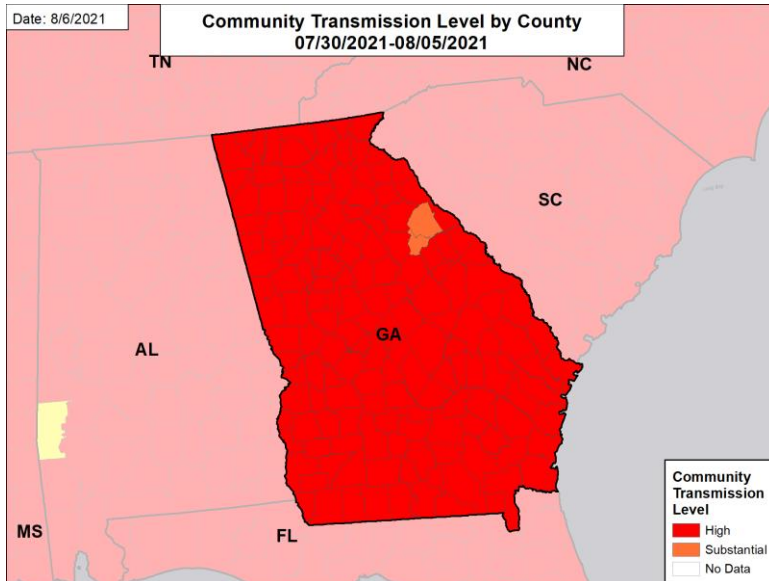 Date: 8/6/2021
Community Transmission Level by County
07/30/2021-08/05/2021
TN
NC
SC
AL
GA
MS
FL
Community
Transmission
Level
High
Substantial
No Data